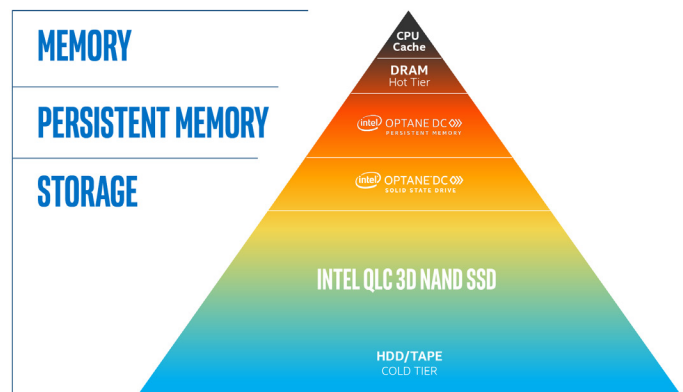 MEMORY
PERSISTENT MEMORY
STORAGE
CPU
Cache
DRAM
Hot Tier
intel OPTANE DC
PERSISTENT MEMORY
intel OPTANE DC
SOLID STATE DRIVE
INTEL QLC 3D NAND SSD
HDD/TAPE
COLD TIER